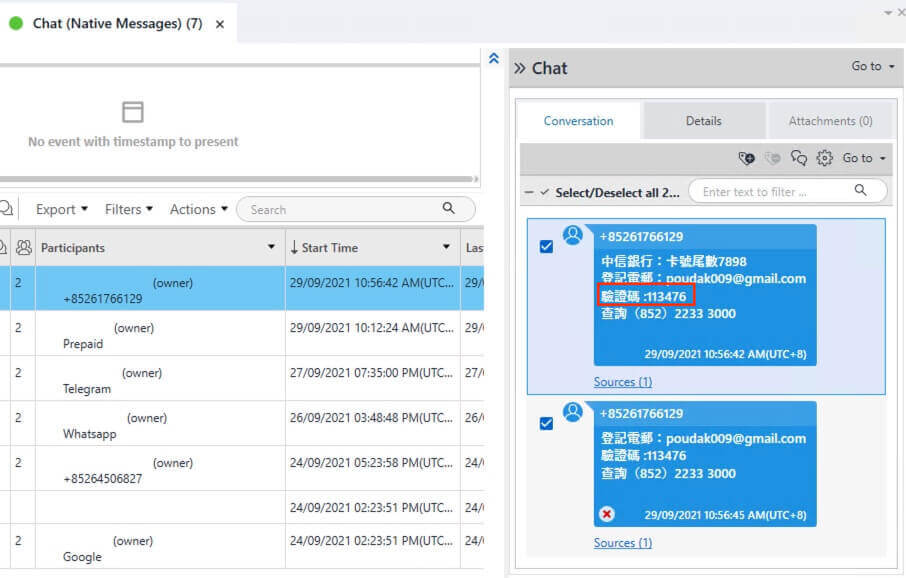 Chat (Native Messages) (7)
No event with timestamp to present
Export
Filters
Actions
Search
Participants
Start Time
Las
2
(owner)
+85261766129
29/09/2021 10:56:42 AM(UTC...
29/0
2
(owner)
Prepaid
29/09/2021 10:12:24 AM(UTC...
29/0
2
(owner)
Telegram
27/09/2021 07:35:00 PM(UTC...
27/0
2
(owner)
Whatsapp
26/09/2021 03:48:48 PM(UTC...
26/0
2
(owner)
+85264506827
24/09/2021 05:23:58 PM(UTC...
24/0
24/09/2021 02:23:51 PM(UTC...
24/0
2
(owner)
Google
24/09/2021 02:23:51 PM(UTC...
24/0
Chat
Go to
Conversation
Details
Attachments (0)
Go to
Select/Deselect all 2...
Enter text to filter ...
+85261766129
中信銀行：卡號尾數7898
登記電郵：poudak009@gmail.com
驗證碼 :113476
查詢（852）2233 3000
29/09/2021 10:56:42 AM(UTC+8)
Sources (1)
+85261766129
登記電郵：poudak009@gmail.com
驗證碼 :113476
查詢（852）2233 3000
29/09/2021 10:56:45 AM(UTC+8)
Sources (1)